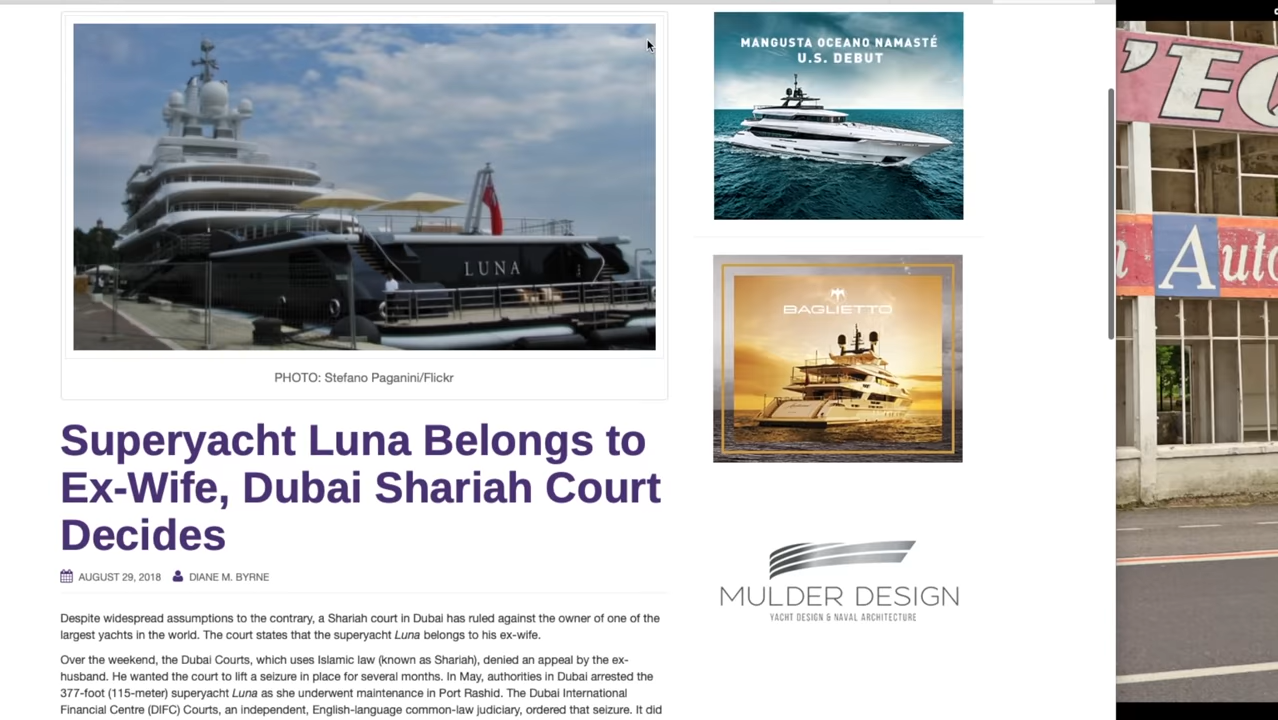 LUNA
PHOTO: Stefano Paganini/Flickr
Superyacht Luna Belongs to
Ex-Wife, Dubai Shariah Court
Decides
AUGUST 29, 2018 DIANE M. BYRNE
Despite widespread assumptions to the contrary, a Shariah court in Dubai has ruled against the owner of one of the
largest yachts in the world. The court states that the superyacht Luna belongs to his ex-wife.
Over the weekend, the Dubai Courts, which uses Islamic law (known as Shariah), denied an appeal by the ex-
husband. He wanted the court to lift a seizure in place for several months. In May, authorities in Dubai arrested the
377-foot (115-meter) superyacht Luna as she underwent maintenance in Port Rashid. The Dubai International
Financial Centre (DIFC) Courts, an independent, English-language common-law judiciary, ordered that seizure. It did
MANGUSTA OCEANO NAMASTÉ
U.S. DEBUT
BAGLIETTO
MULDER DESIGN
YACHT DESIGN & NAVAL ARCHITECTURE
'EQ
Auto